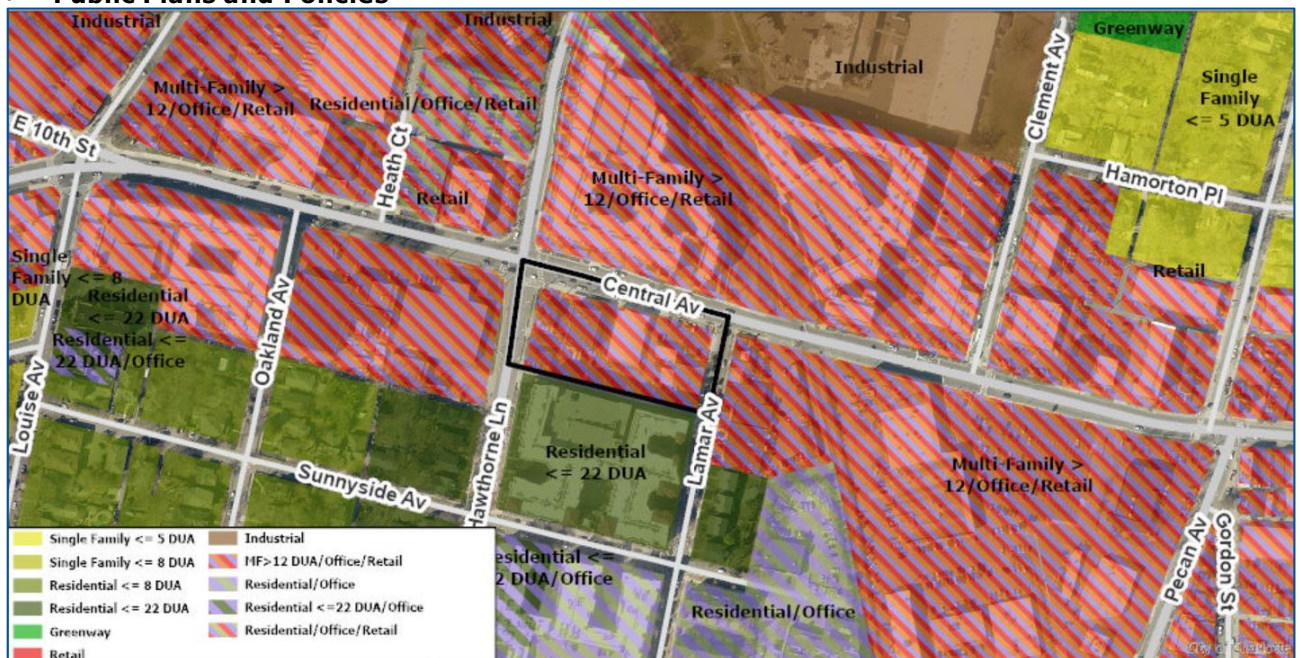 Public Plans and Policies
Industrial
Industrial
Greenway
Industrial
Single
Family
<= 5 DUA
Multi-Family >
12/Office/Retail
Residential/Office/Retail
Clement Av
E 10th St
Heath Ct
Hamorton Pl
Retail
Multi-Family >
12/Office/Retail
Single
Family <= 8
DUA
Residential
<= 22 DUA
Residential <=
22 DUA/Office
Oakland Av
Central Av
Retail
Louise Av
Hawthorne Ln
Lamar Av
Residential
<= 22 DUA
Sunnyside Av
Multi-Family >
12/Office/Retail
Pecan Av
Gordon St
esidential <=
2 DUA/Office
Residential/Office
Single Family <= 5 DUA
Single Family <= 8 DUA
Residential <= 8 DUA
Residential <= 22 DUA
Greenway
Retail
Industrial
MF>12 DUA/Office/Retail
Residential/Office
Residential <=22 DUA/Office
Residential/Office/Retail
City of Charlotte